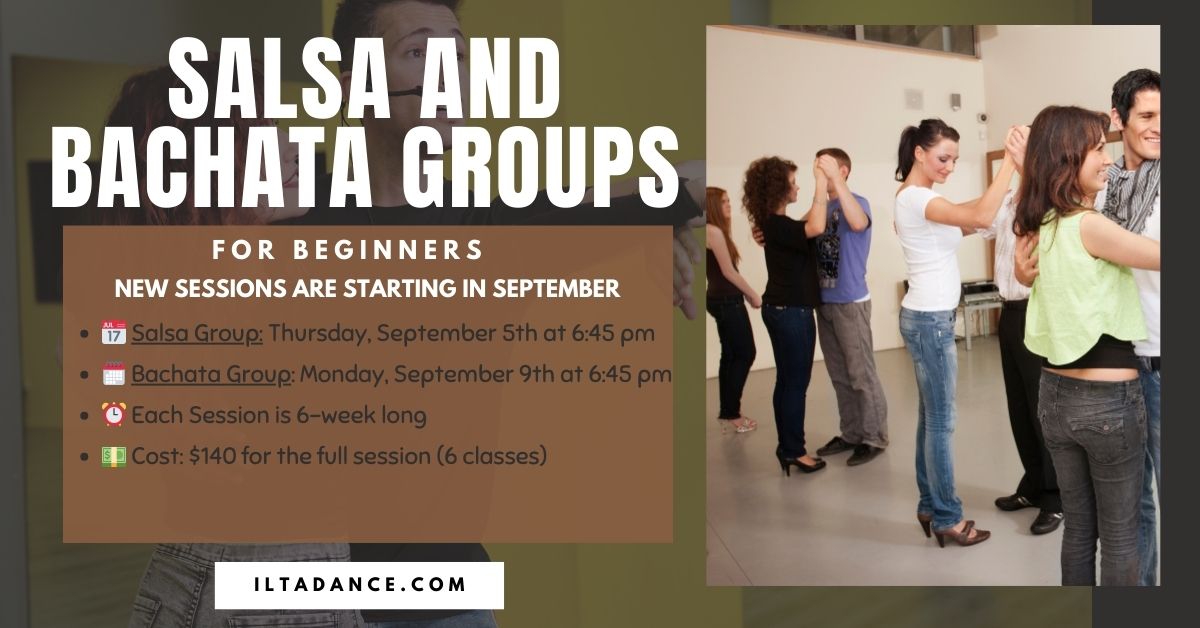 SALSA AND
BACHATA GROUPS
FOR BEGINNERS
NEW SESSIONS ARE STARTING IN SEPTEMBER
• JUL 17 Salsa Group: Thursday, September 5th at 6:45 pm
• Bachata Group: Monday, September 9th at 6:45 pm
• Each Session is 6-week long
• Cost: $140 for the full session (6 classes)
ILTADANCE.COM